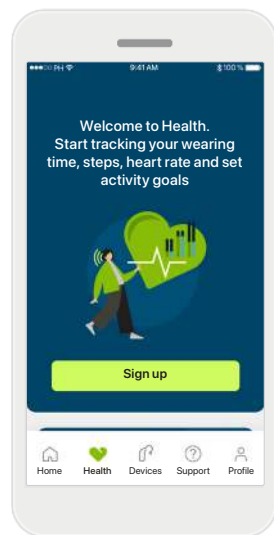 PH 9:41 AM 100%
Welcome to Health.
Start tracking your wearing
time, steps, heart rate and set
activity goals
Sign up
Home Health Devices Support Profile